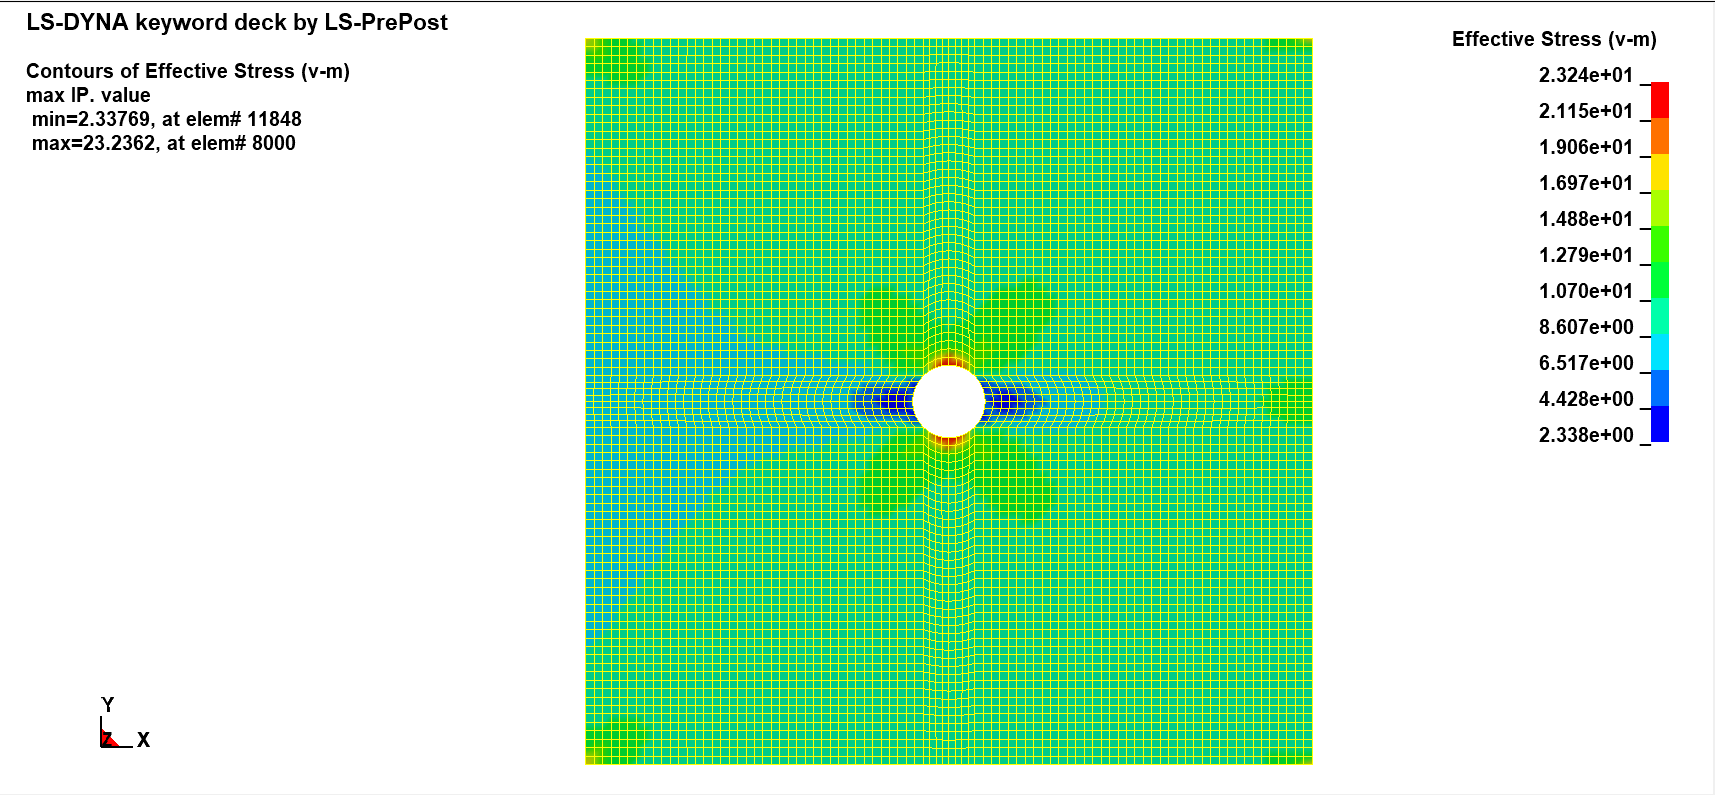 LS-DYNA keyword deck by LS-PrePost
Contours of Effective Stress (v-m)
max IP. value
min=2.33769, at elem# 11848
max=23.2362, at elem# 8000
Effective Stress (v-m)
2.324e+01
2.115e+01
1.906e+01
1.697e+01
1.488e+01
1.279e+01
1.070e+01
8.607e+00
6.517e+00
4.428e+00
2.338e+00
Y
Z X